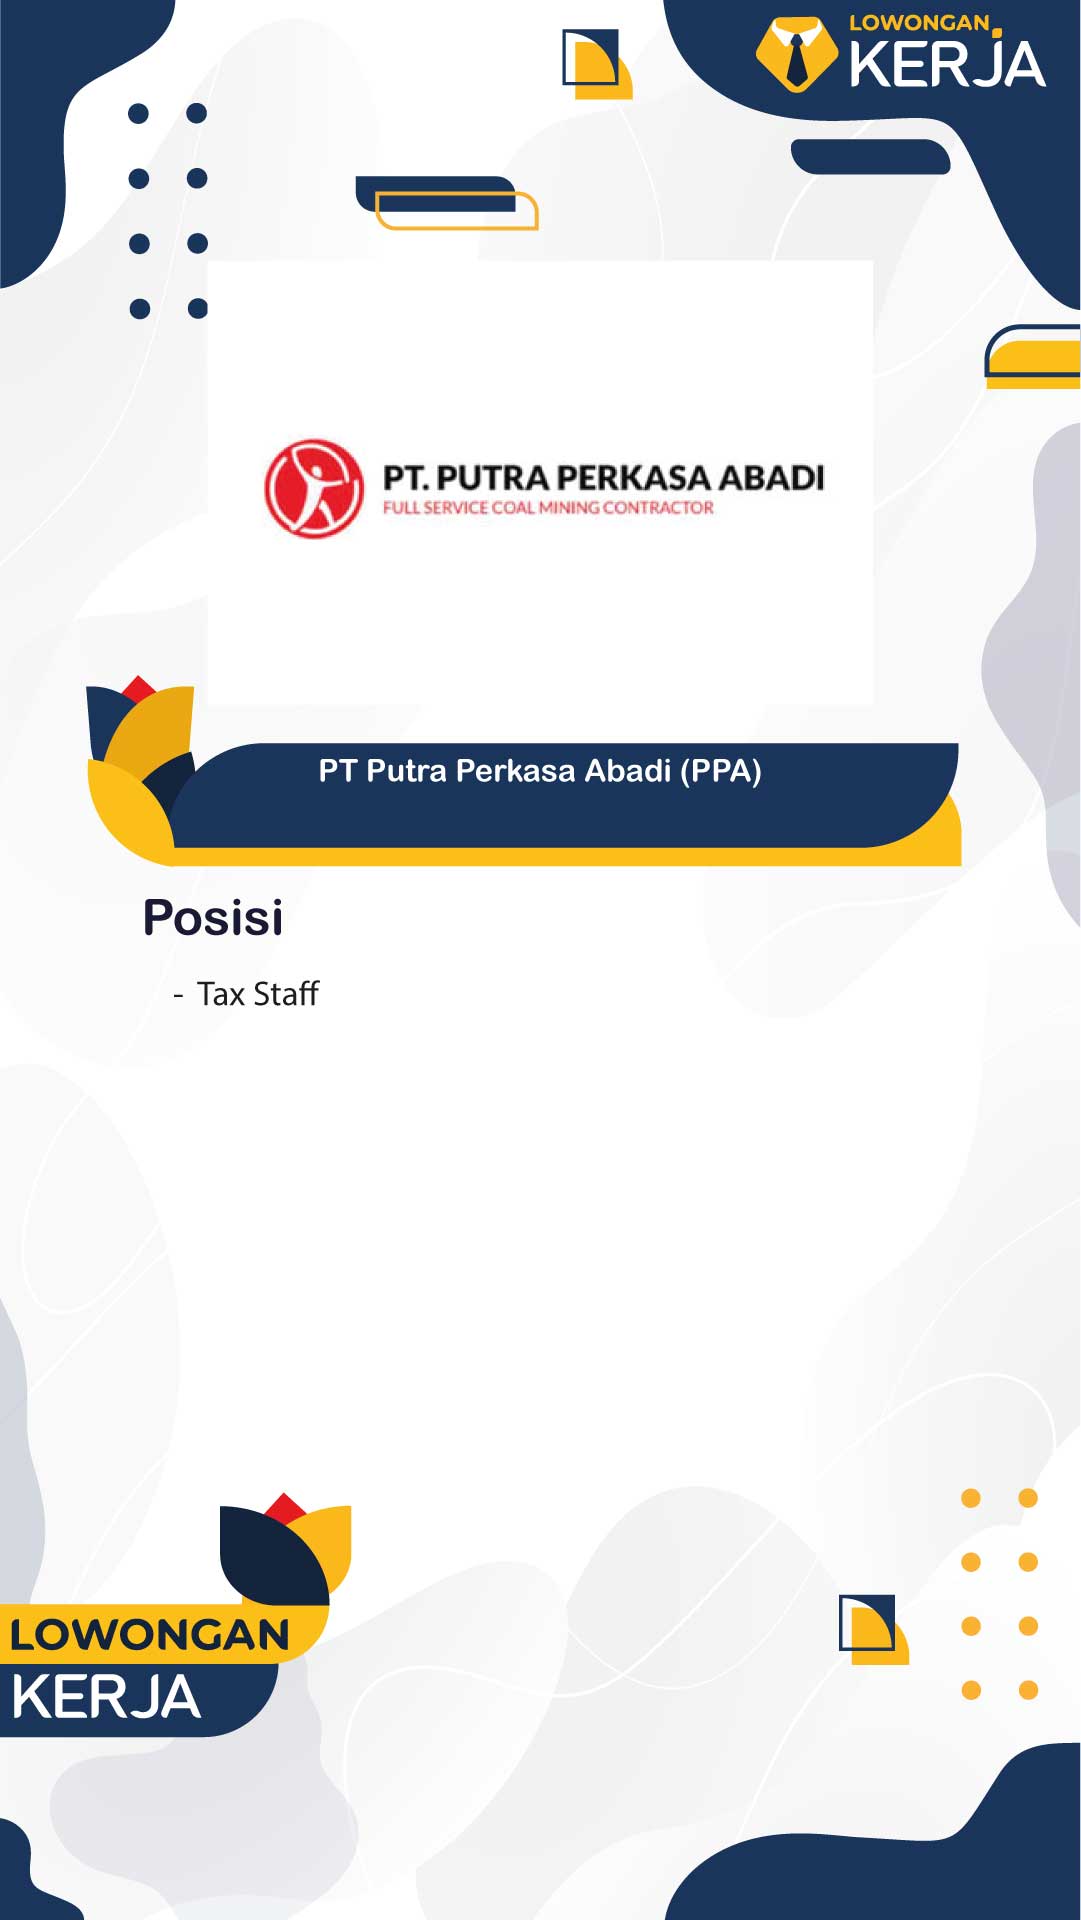 LOWONGAN
KERJA
PT. PUTRA PERKASA ABADI
FULL SERVICE COAL MINING CONTRACTOR
PT Putra Perkasa Abadi (PPA)
Posisi
- Tax Staff
LOWONGAN
KERJA